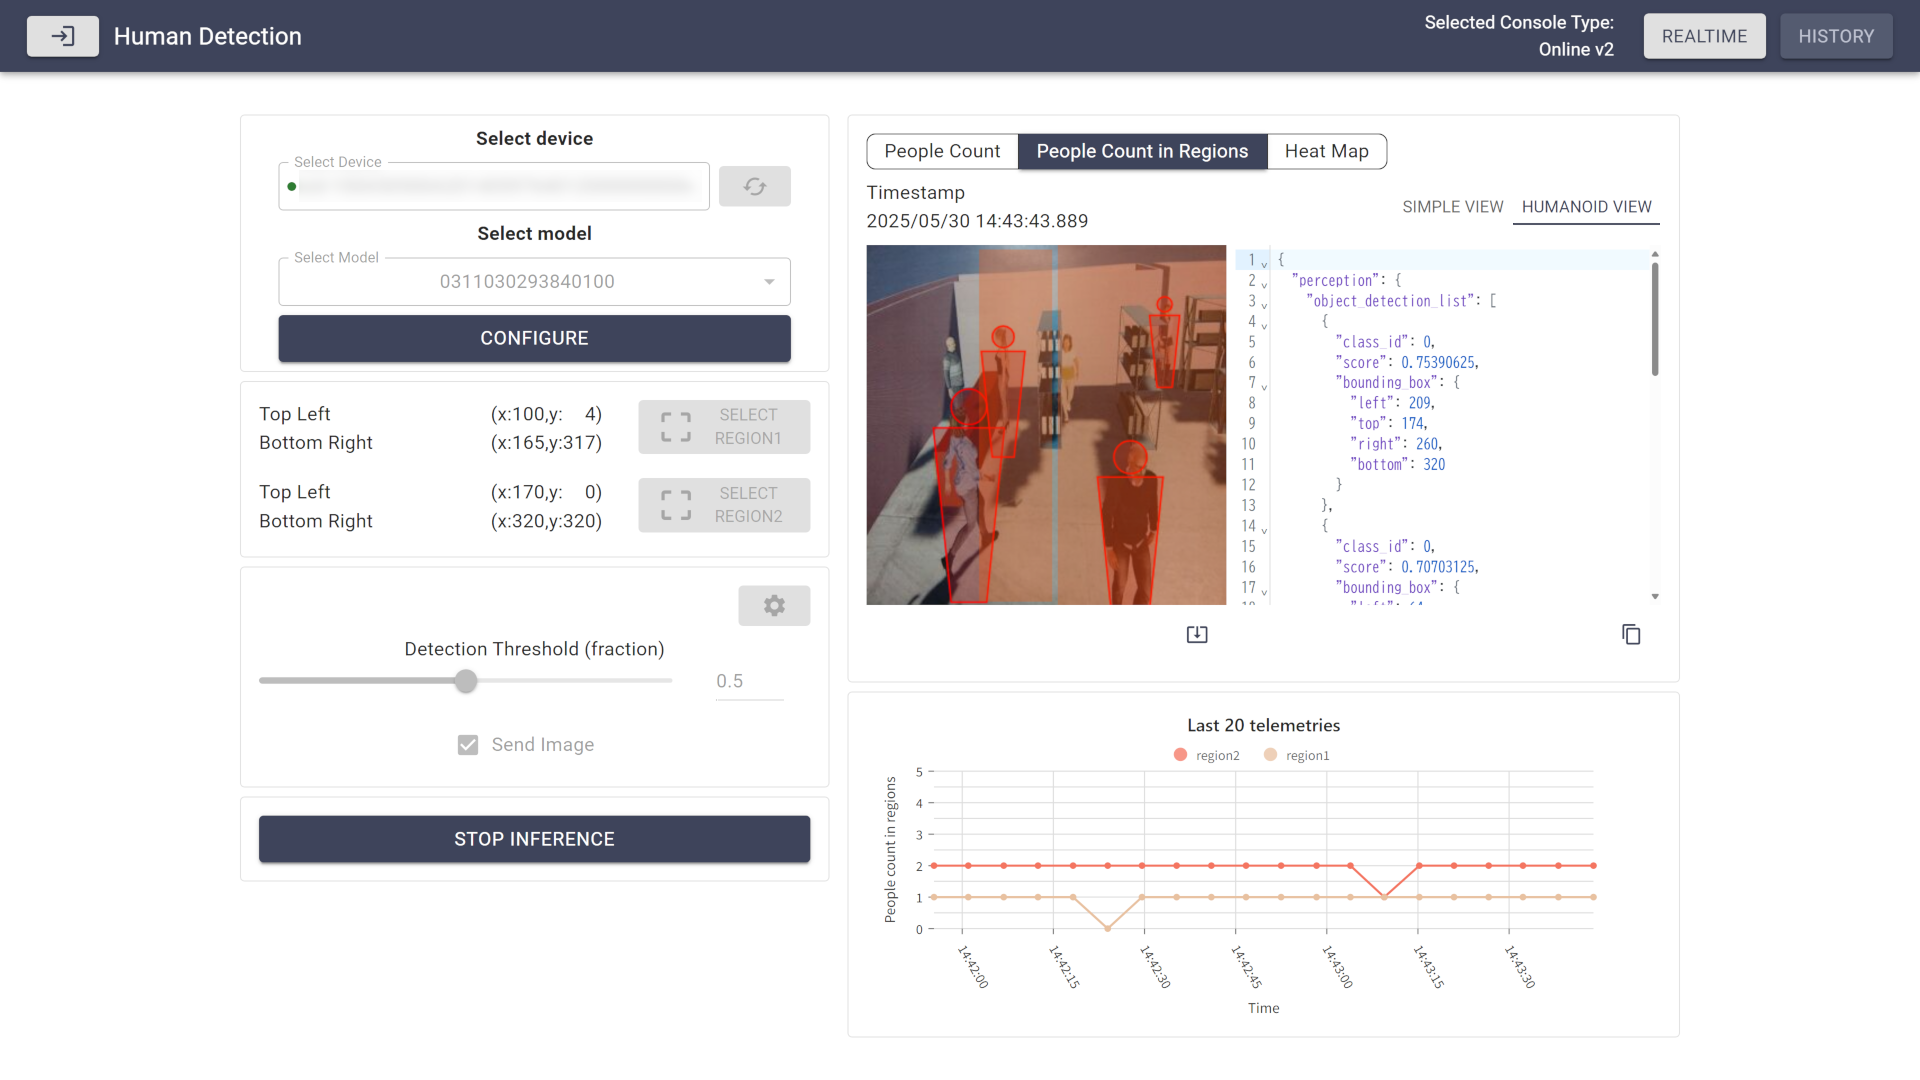 Human Detection
Selected Console Type:
Online v2
REALTIME
HISTORY
Select device
Select Device
Select model
Select Model
0311030293840100
CONFIGURE
Top Left (x:100,y: 4)
Bottom Right (x:165,y:317)
SELECT
REGION1
Top Left (x:170,y: 0)
Bottom Right (x:320,y:320)
SELECT
REGION2
Detection Threshold (fraction)
0.5
Send Image
STOP INFERENCE
People Count
People Count in Regions
Heat Map
Timestamp
2025/05/30 14:43:43.889
SIMPLE VIEW
HUMANOID VIEW
1 {
2 "perception": {
3 "object_detection_list": [
4 {
5 "class_id": 0,
6 "score": 0.75390625,
7 "bounding_box": {
8 "left": 209,
9 "top": 174,
10 "right": 260,
11 "bottom": 320
12 }
13 },
14 {
15 "class_id": 0,
16 "score": 0.70703125,
17 "bounding_box": {
18 "left": 64,
Last 20 telemetries
region2
region1
People count in regions
5
4
3
2
1
0
14:42:00
14:42:15
14:42:30
14:42:45
14:43:00
14:43:15
14:43:30
Time